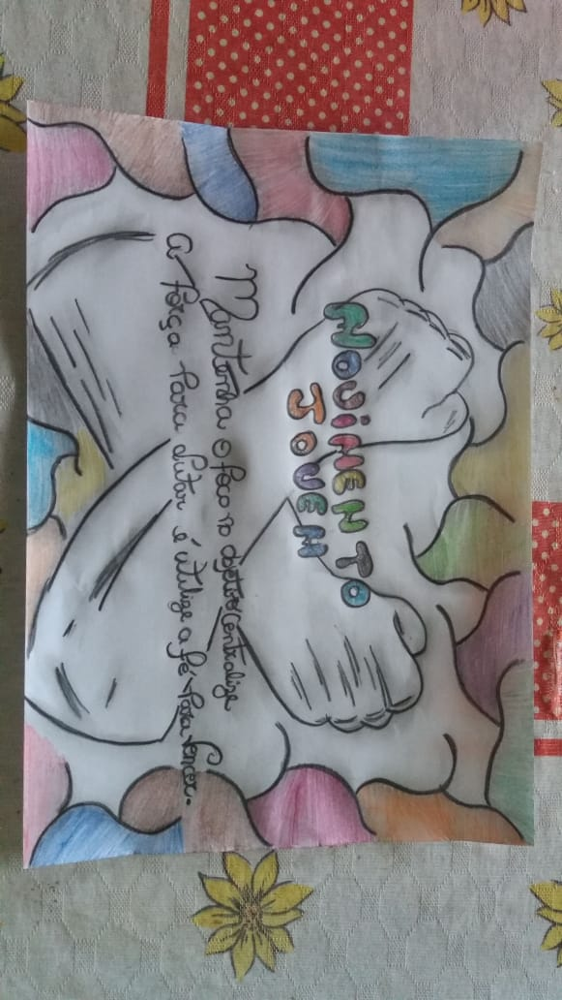 MOVIMENTO
JOVEM
Mantenha o foco no objetivo, centralize
a força para lutar é utilize a fé para vencer.